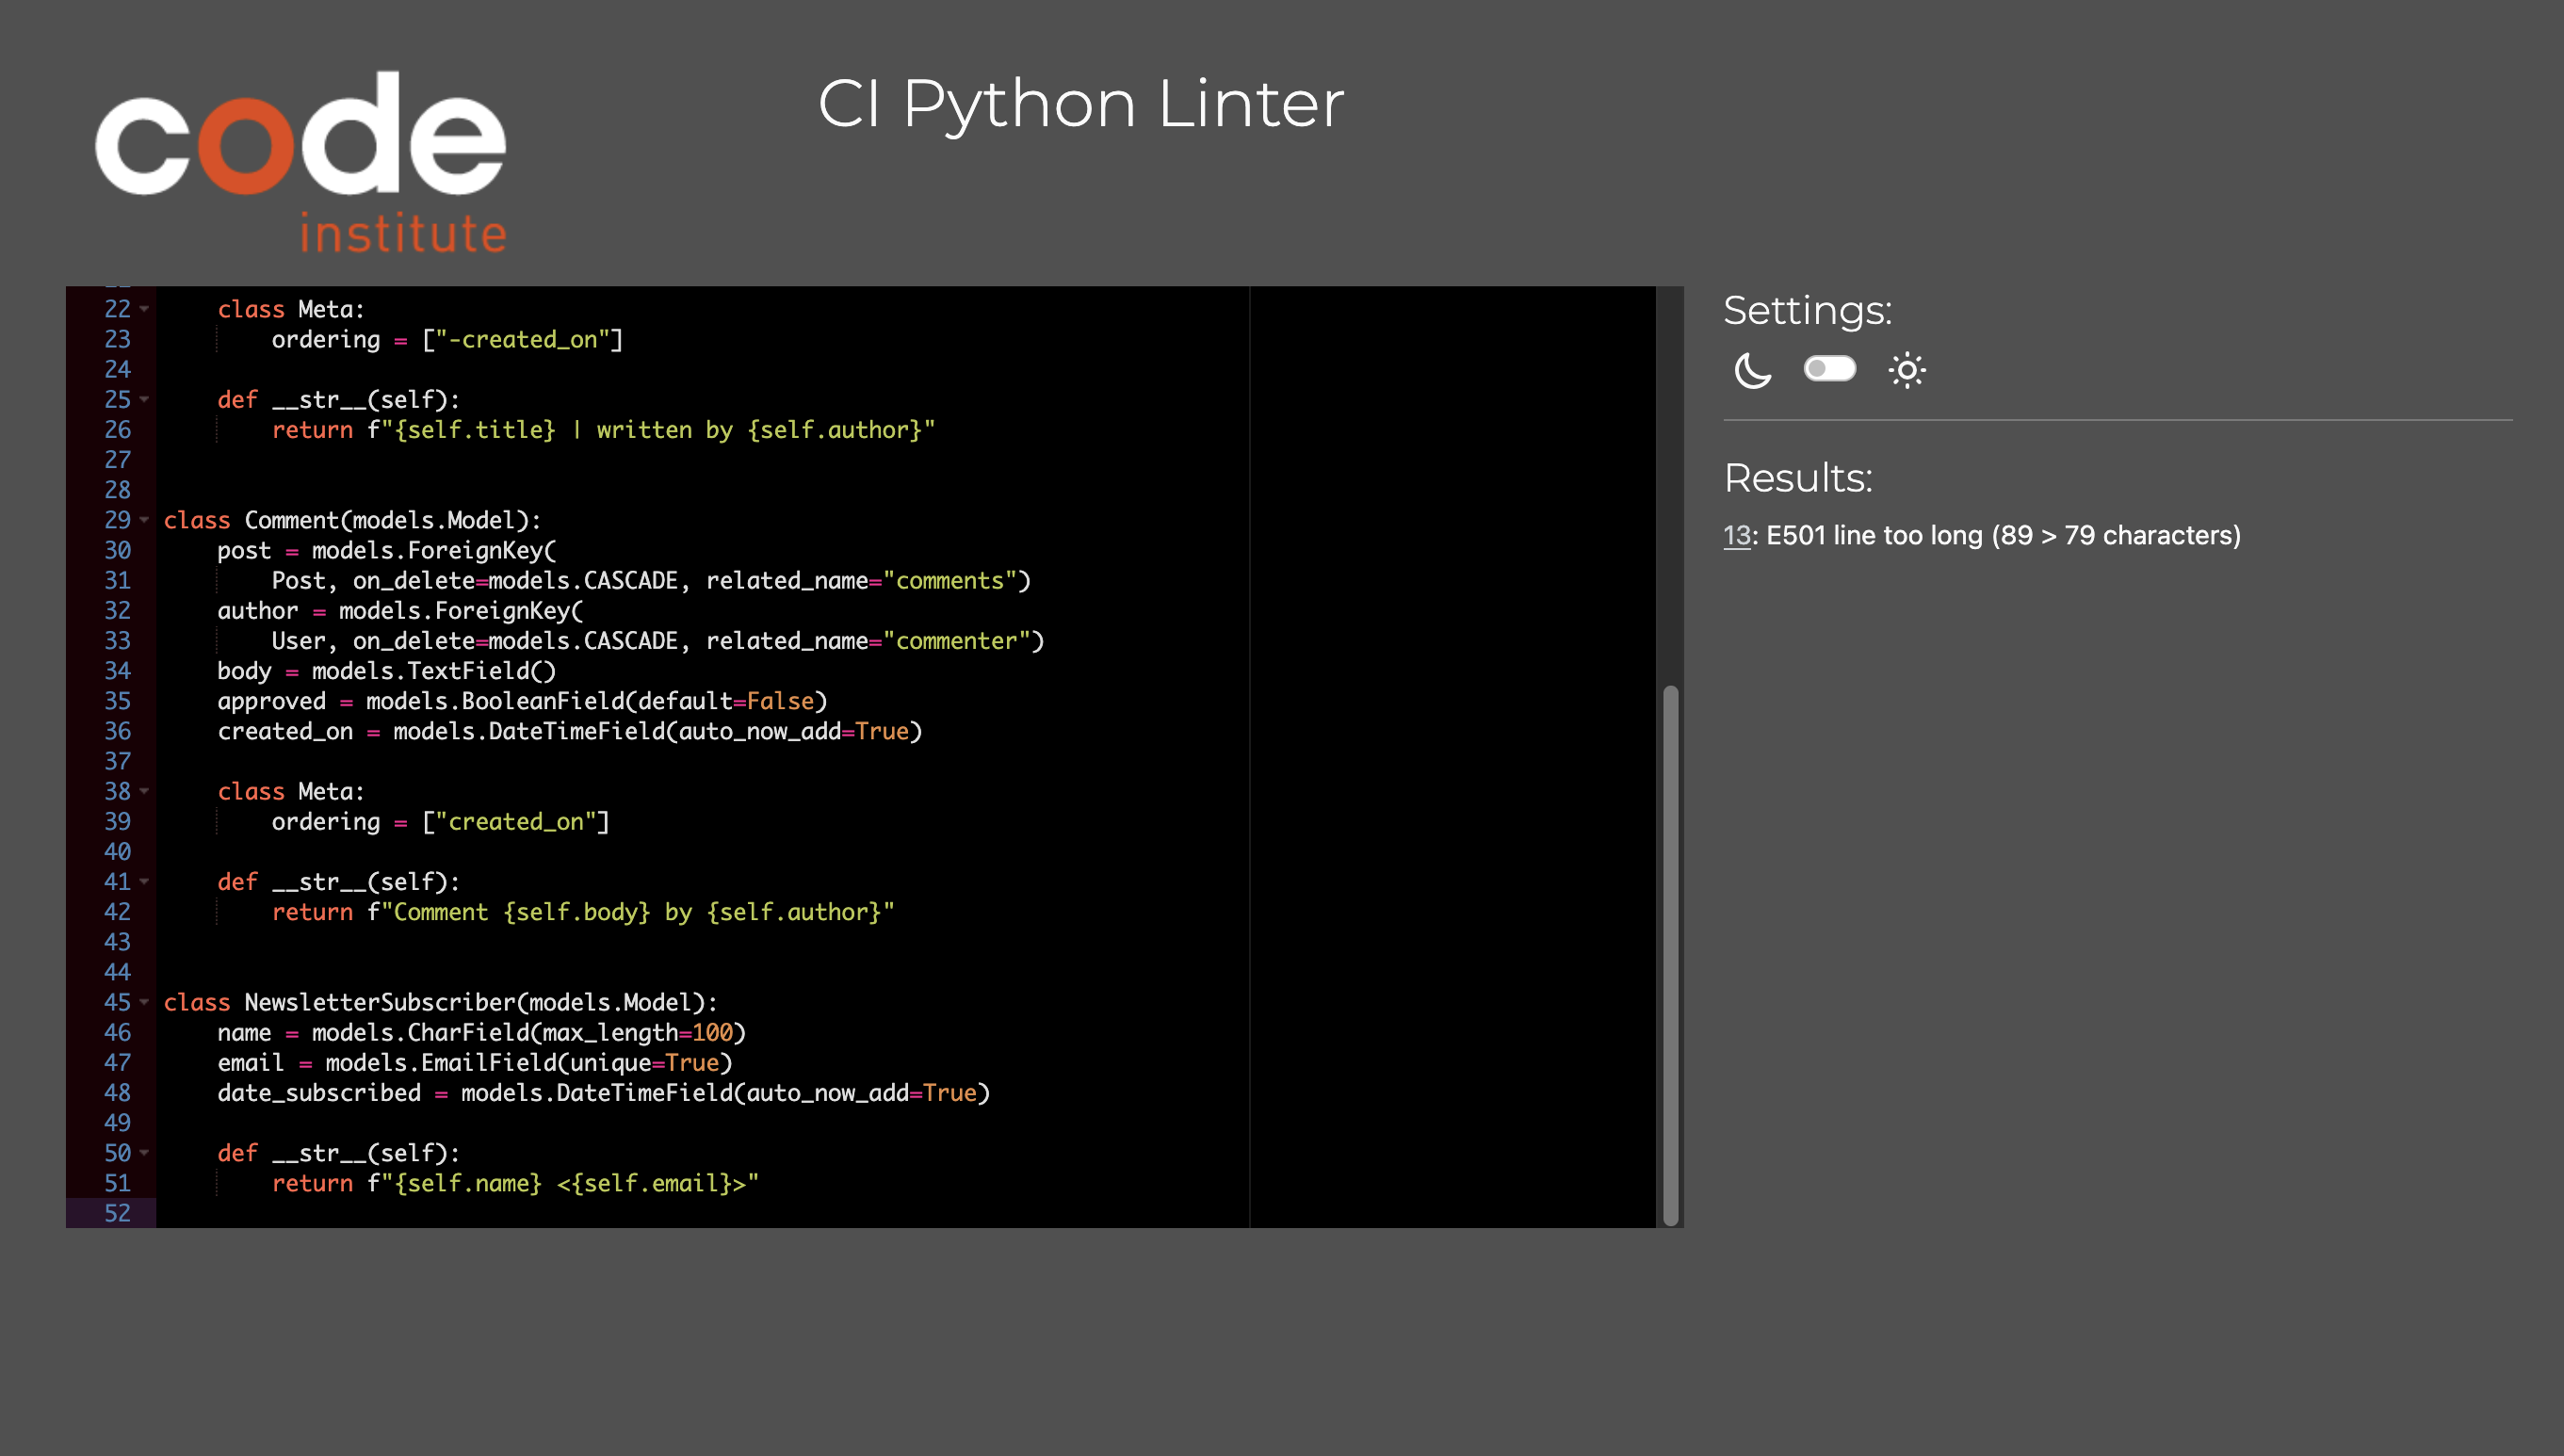 code
institute
CI Python Linter
22 class Meta:
23 ordering = ["-created_on"]
24
25 def __str__(self):
26 return f"{self.title} | written by {self.author}"
27
28
29 class Comment(models.Model):
30 post = models.ForeignKey(
31 Post, on_delete=models.CASCADE, related_name="comments")
32 author = models.ForeignKey(
33 User, on_delete=models.CASCADE, related_name="commenter")
34 body = models.TextField()
35 approved = models.BooleanField(default=False)
36 created_on = models.DateTimeField(auto_now_add=True)
37
38 class Meta:
39 ordering = ["created_on"]
40
41 def __str__(self):
42 return f"Comment {self.body} by {self.author}"
43
44
45 class NewsletterSubscriber(models.Model):
46 name = models.CharField(max_length=100)
47 email = models.EmailField(unique=True)
48 date_subscribed = models.DateTimeField(auto_now_add=True)
49
50 def __str__(self):
51 return f"{self.name} <{self.email}>"
52
Settings:
Results:
13: E501 line too long (89 > 79 characters)